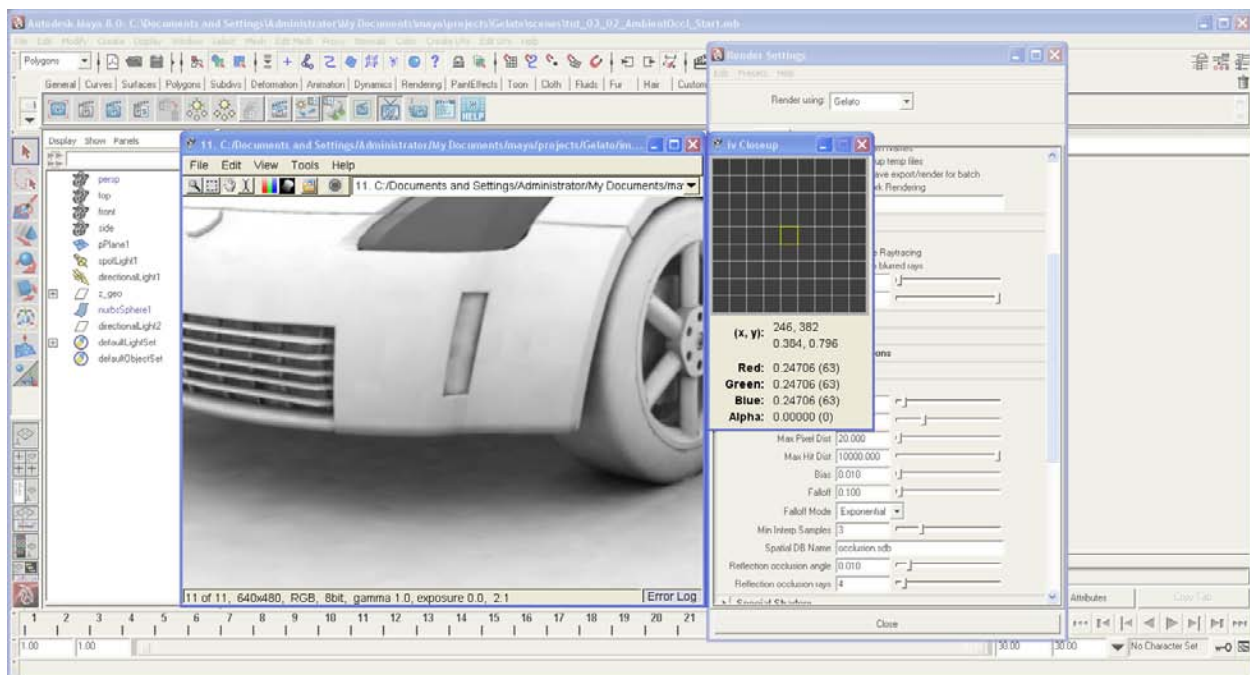 Autodesk Maya 8.0: C:\Documents and Settings\Administrator\My Documents\maya\projects\Gelato\scenes\tut_03_02_AmbientOccl_Start.mb
Polygons
General Curves Surfaces Polygons Subdivs Deformation Animation Dynamics Rendering PaintEffects Toon Cloth Fluids Fur Hair Custom
Display Show Panels
persp
top
front
side
pPlane1
spotLight1
directionalLight1
z_geo
nurbsSphere1
directionalLight2
defaultLightSet
defaultObjectSet
11. C:/Documents and Settings/Administrator/My Documents/maya/projects/Gelato/im...
File Edit View Tools Help
11. C:/Documents and Settings/Administrator/My Documents/ma
11 of 11, 640x480, RGB, 8bit, gamma 1.0, exposure 0.0, 2:1
Error Log
Render Settings
Edit Presets Help
Render using: Gelato
iv Closeup
(x, y): 246, 382
0.384, 0.796
Red: 0.24706 (63)
Green: 0.24706 (63)
Blue: 0.24706 (63)
Alpha: 0.00000 (0)
up temp files
ave export/render for batch
rk Rendering
Raytracing
blurred rays
ons
Max Pixel Dist 20.000
Max Hit Dist 10000.000
Bias 0.010
Falloff 0.100
Falloff Mode Exponential
Min Interp Samples 3
Spatial DB Name occlusion.sdb
Reflection occlusion angle 0.010
Reflection occlusion rays 4
Special Shaders
Close
Attributes
Copy Tab
1 2 3 4 5 6 7 8 9 10 11 12 13 14 15 16 17 18 19 20 21
1.00 1.00 30.00 30.00 No Character Set